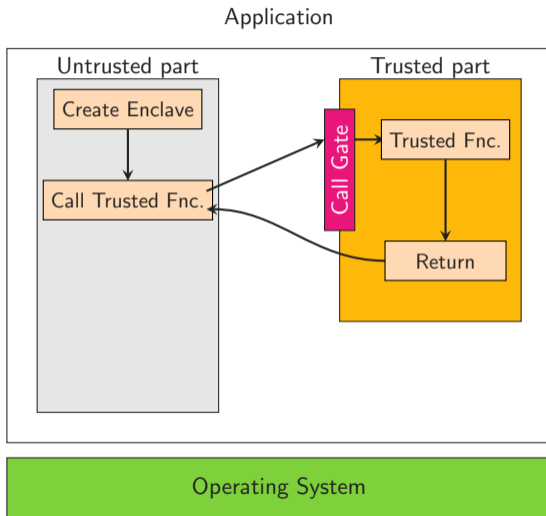 Application
Untrusted part
Trusted part
Create Enclave
Call Gate
Trusted Fnc.
Call Trusted Fnc.
Return
Operating System